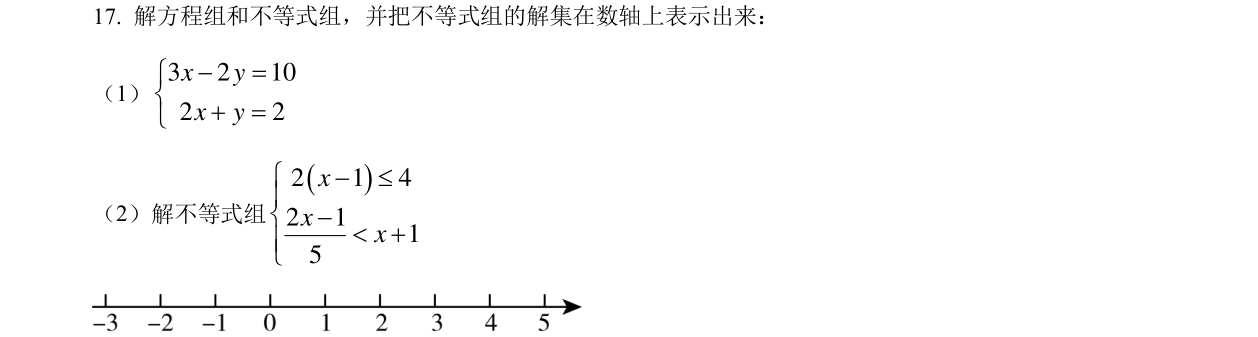 17. 解方程组和不等式组，并把不等式组的解集在数轴上表示出来：
（1） { 3x－2y＝10
2x＋y＝2
（2）解不等式组 { 2(x－1)≤4
(2x－1)/5 < x+1
−3 −2 −1 0 1 2 3 4 5